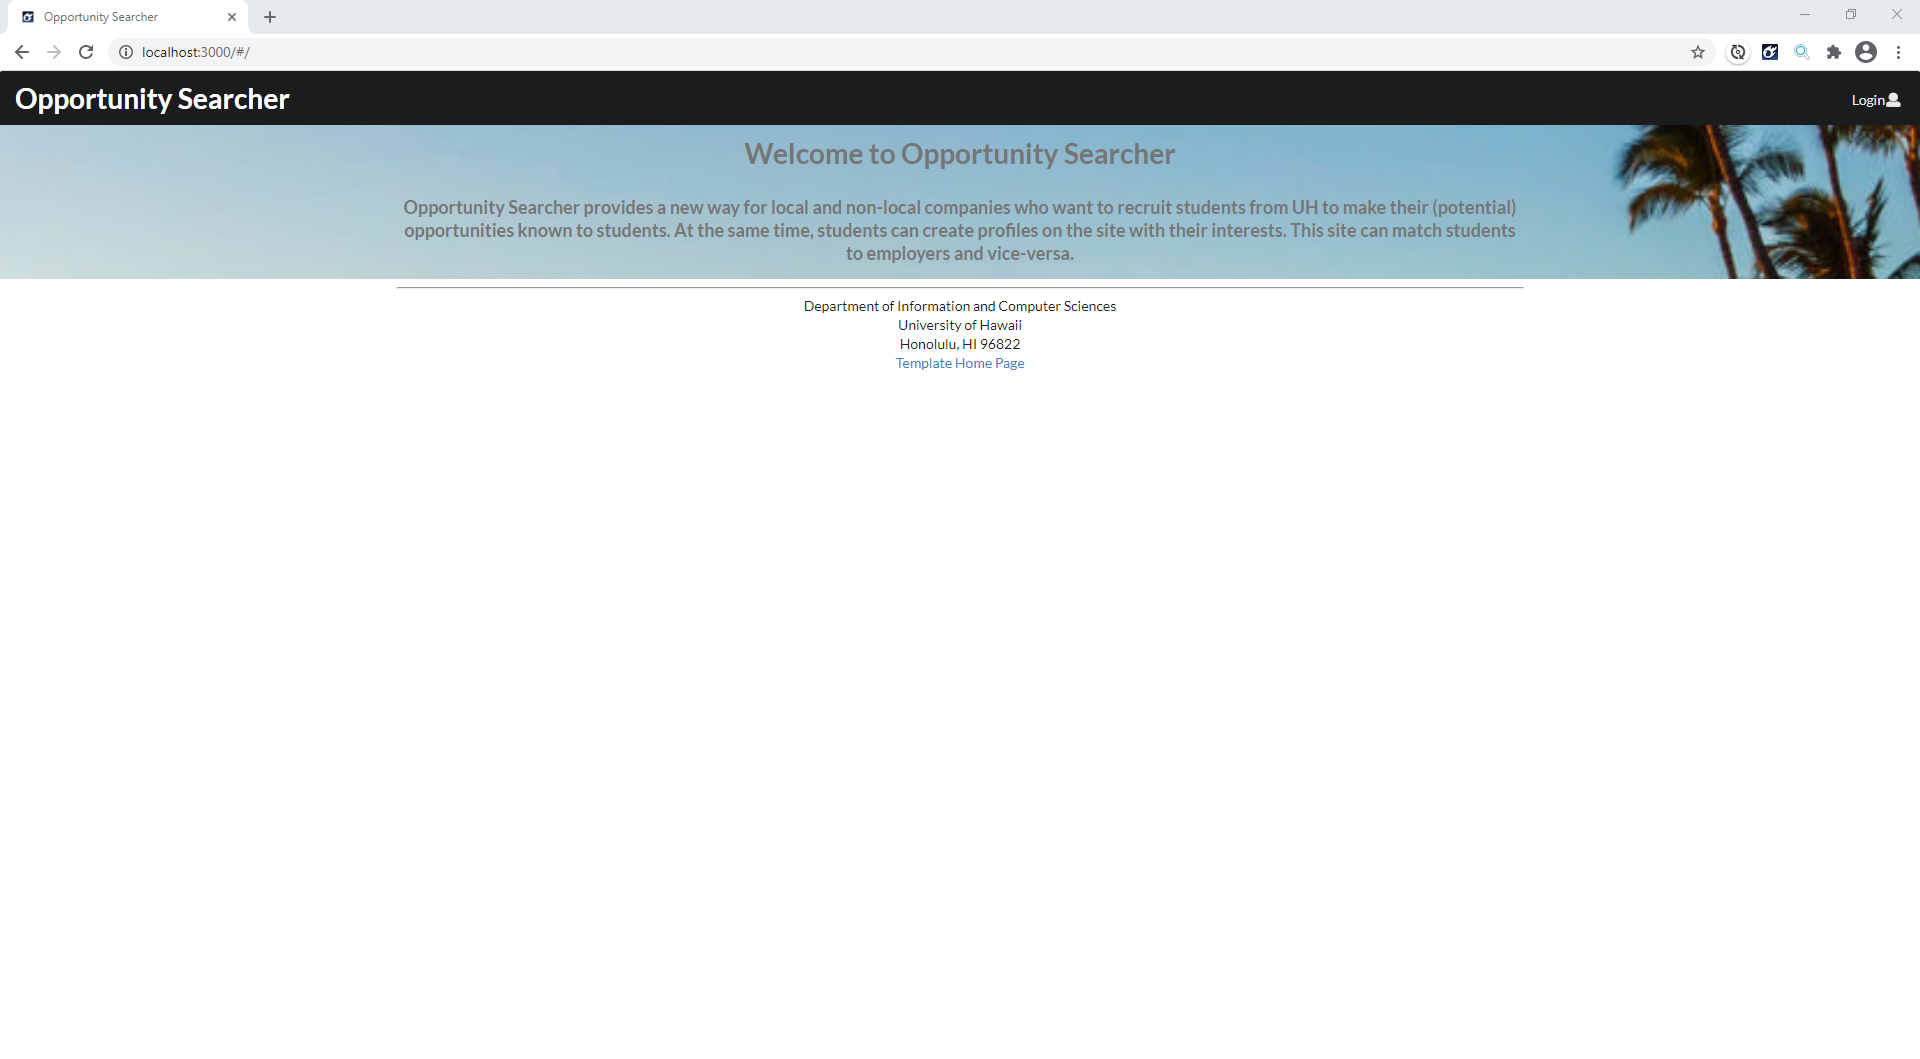 Opportunity Searcher
localhost:3000/#/
Opportunity Searcher
Login
Welcome to Opportunity Searcher
Opportunity Searcher provides a new way for local and non-local companies who want to recruit students from UH to make their (potential)
opportunities known to students. At the same time, students can create profiles on the site with their interests. This site can match students
to employers and vice-versa.
Department of Information and Computer Sciences
University of Hawaii
Honolulu, HI 96822
Template Home Page